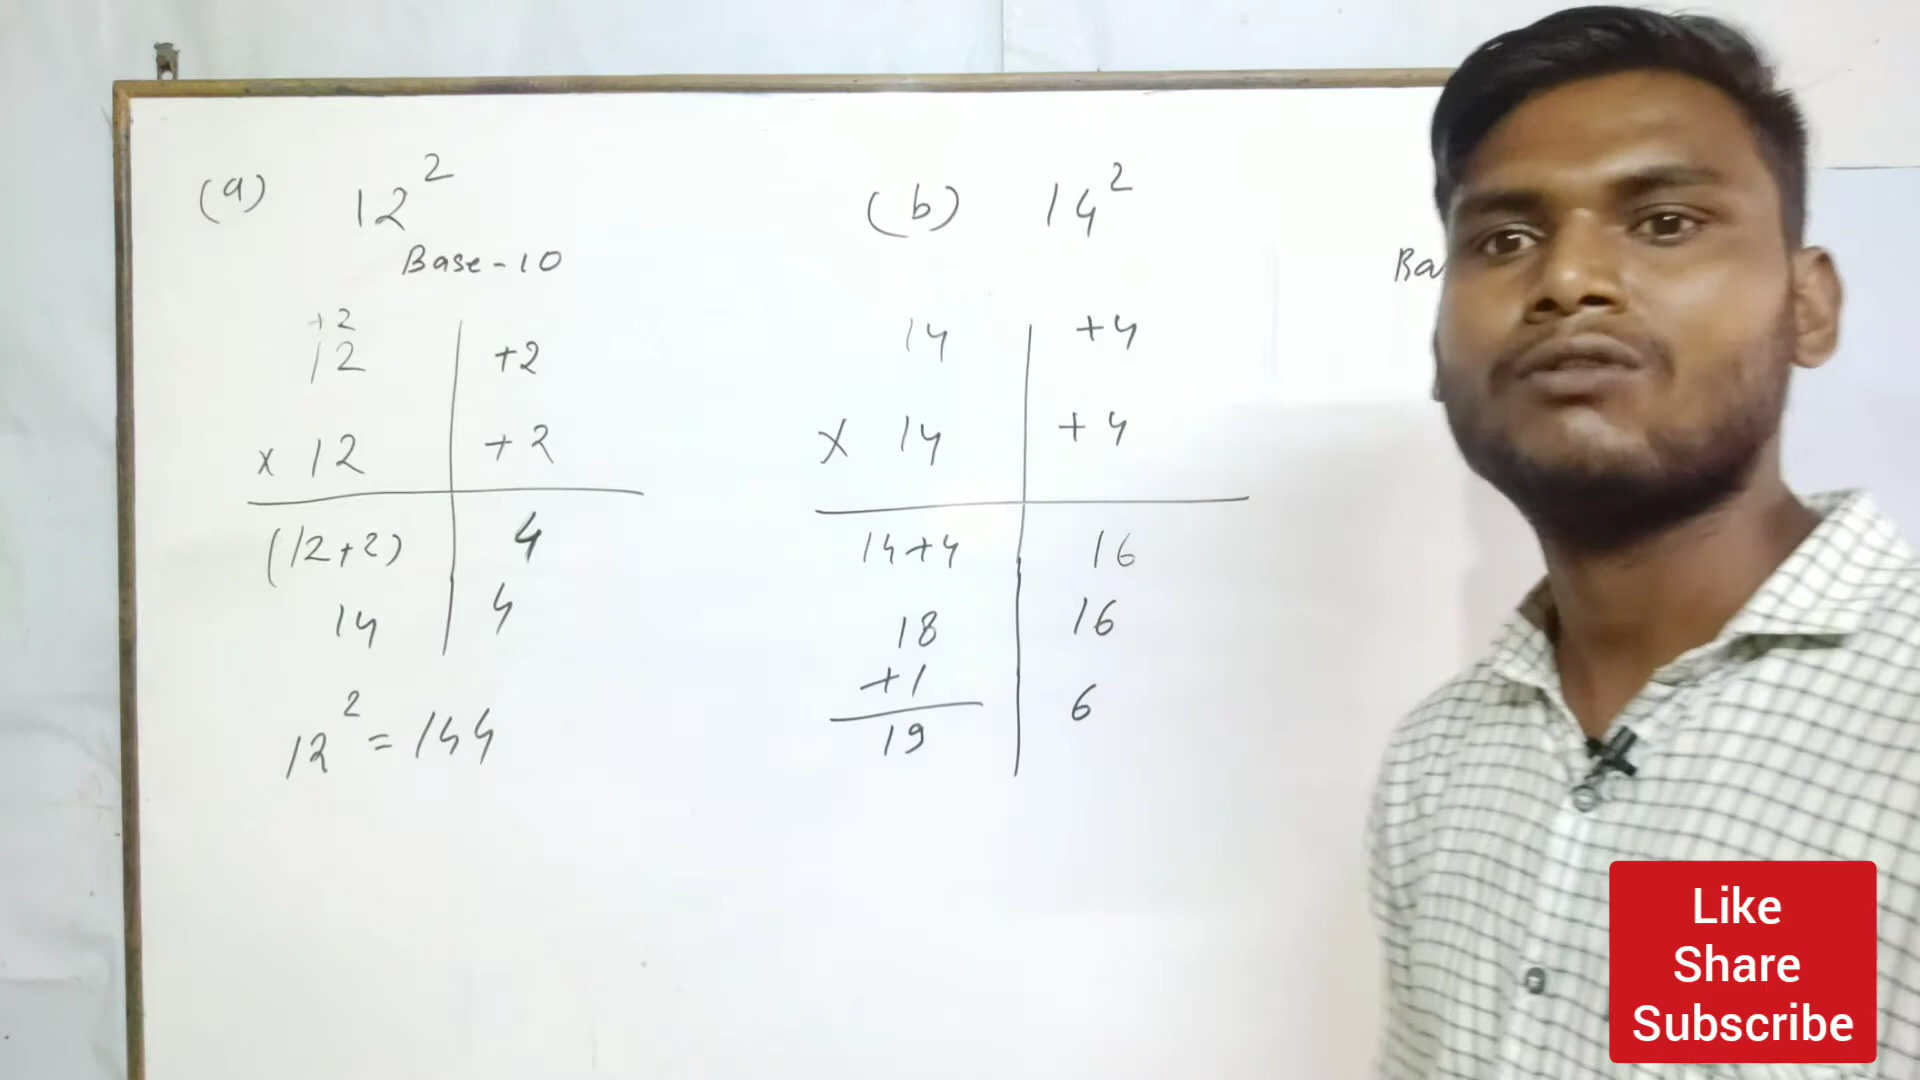 (a) 12²
Base - 10
+2
12 +2
x 12 +2
(12+2) 4
14 4
12² = 144
(b) 14²
14 +4
x 14 +4
14+4 16
18 16
+1
19 6
Ba
Like
Share
Subscribe